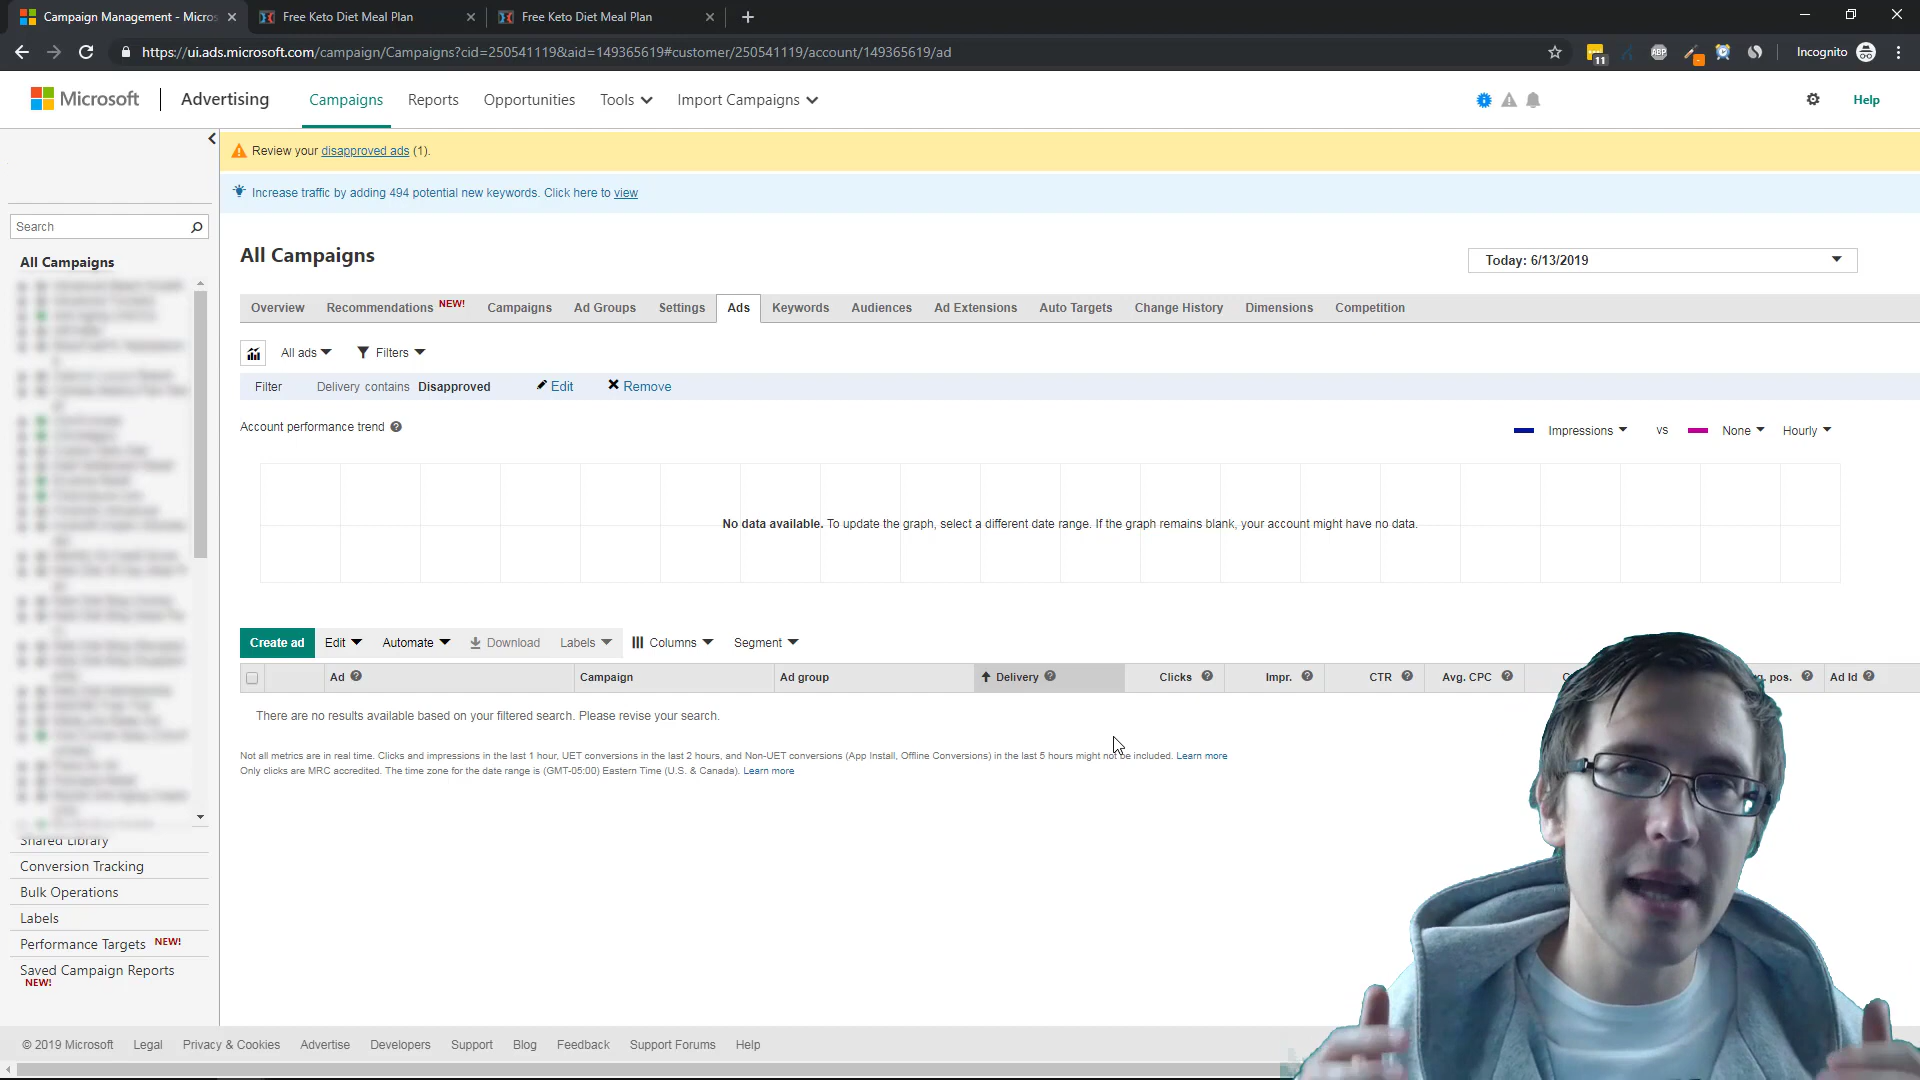 Campaign Management - Micros
Free Keto Diet Meal Plan
Free Keto Diet Meal Plan
https://ui.ads.microsoft.com/campaign/Campaigns?cid=250541119&aid=149365619#customer/250541119/account/149365619/ad
11
ABP
Incognito
Microsoft
Advertising
Campaigns
Reports
Opportunities
Tools
Import Campaigns
Help
Review your disapproved ads (1).
Increase traffic by adding 494 potential new keywords. Click here to view
Search
All Campaigns
All Campaigns
Today: 6/13/2019
Overview
Recommendations NEW!
Campaigns
Ad Groups
Settings
Ads
Keywords
Audiences
Ad Extensions
Auto Targets
Change History
Dimensions
Competition
All ads
Filters
Filter
Delivery contains Disapproved
Edit
Remove
Account performance trend
Impressions
vs
None
Hourly
No data available. To update the graph, select a different date range. If the graph remains blank, your account might have no data.
Create ad
Edit
Automate
Download
Labels
Columns
Segment
Ad
Campaign
Ad group
Delivery
Clicks
Impr.
CTR
Avg. CPC
pos.
Ad Id
There are no results available based on your filtered search. Please revise your search.
Not all metrics are in real time. Clicks and impressions in the last 1 hour, UET conversions in the last 2 hours, and Non-UET conversions (App Install, Offline Conversions) in the last 5 hours might not be included. Learn more
Only clicks are MRC accredited. The time zone for the date range is (GMT-05:00) Eastern Time (U.S. & Canada). Learn more
Shared Library
Conversion Tracking
Bulk Operations
Labels
Performance Targets NEW!
Saved Campaign Reports
NEW!
© 2019 Microsoft
Legal
Privacy & Cookies
Advertise
Developers
Support
Blog
Feedback
Support Forums
Help